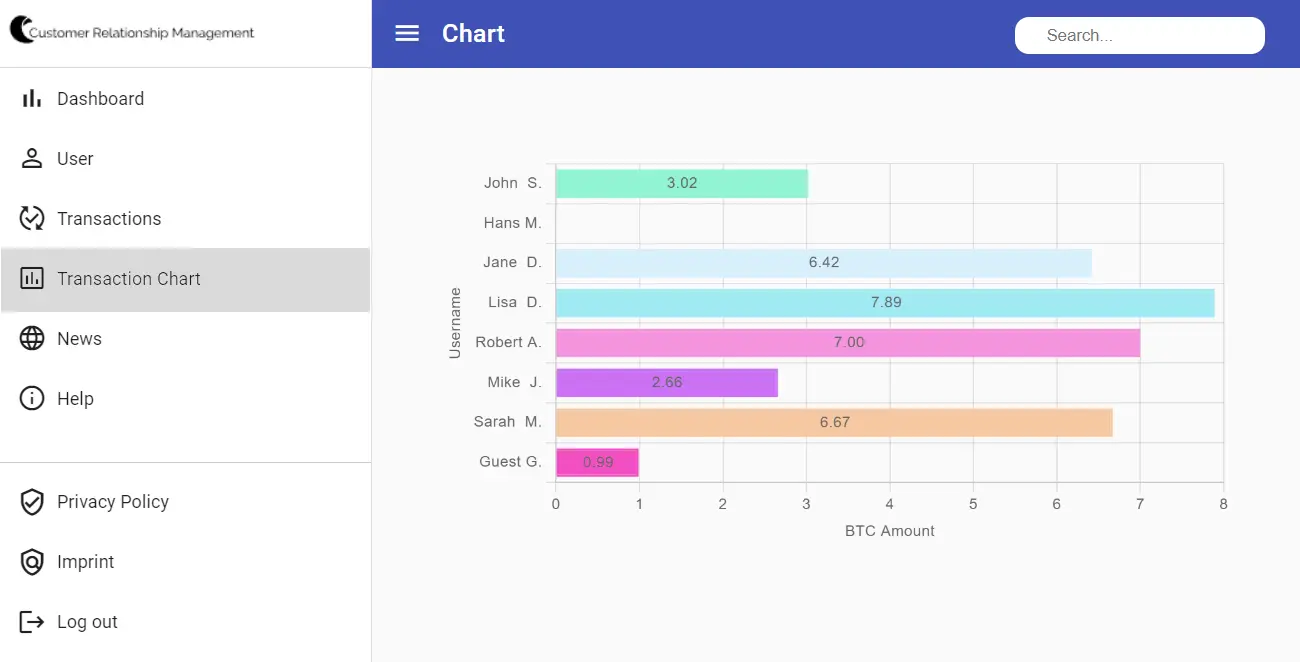 Customer Relationship Management
Chart
Search...
Dashboard
User
Transactions
Transaction Chart
News
Help
Privacy Policy
Imprint
Log out
Username
John S. 3.02
Hans M.
Jane D. 6.42
Lisa D. 7.89
Robert A. 7.00
Mike J. 2.66
Sarah M. 6.67
Guest G. 0.99
0 1 2 3 4 5 6 7 8
BTC Amount